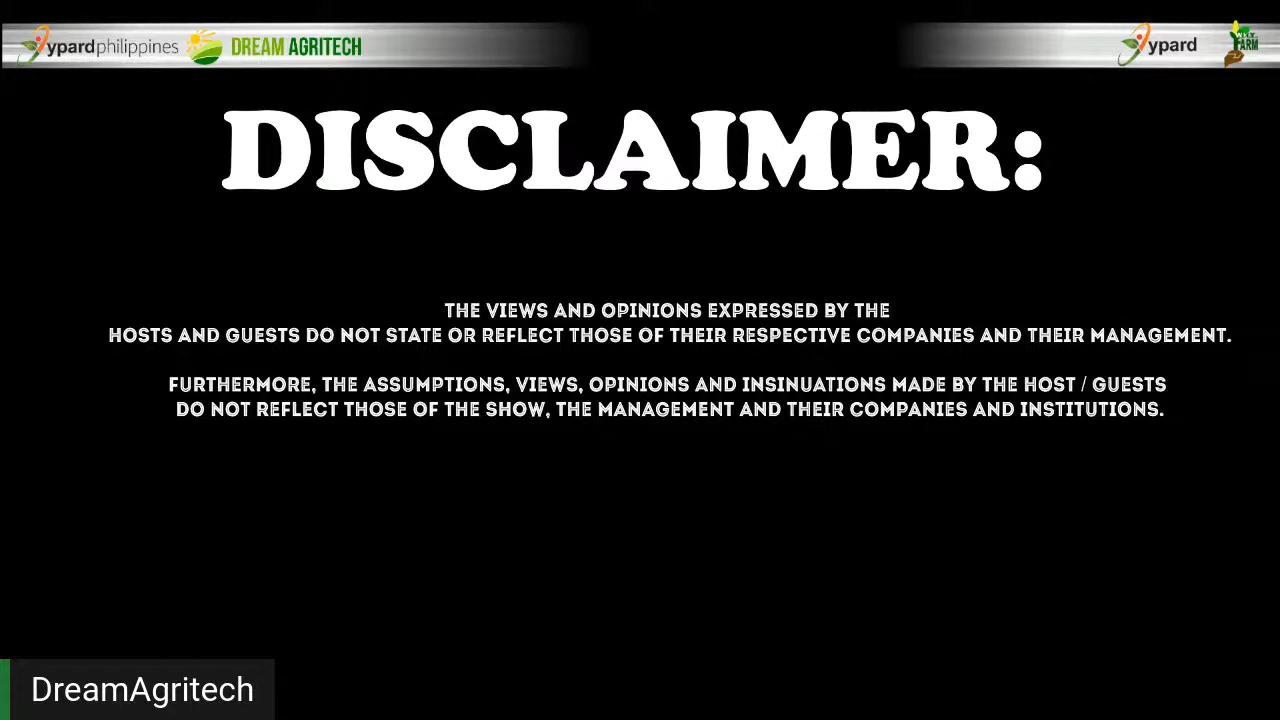 ypardphilippines DREAM AGRITECH ypard FARM
DISCLAIMER:
THE VIEWS AND OPINIONS EXPRESSED BY THE
HOSTS AND GUESTS DO NOT STATE OR REFLECT THOSE OF THEIR RESPECTIVE COMPANIES AND THEIR MANAGEMENT.
FURTHERMORE, THE ASSUMPTIONS, VIEWS, OPINIONS AND INSINUATIONS MADE BY THE HOST / GUESTS
DO NOT REFLECT THOSE OF THE SHOW, THE MANAGEMENT AND THEIR COMPANIES AND INSTITUTIONS.
DreamAgritech